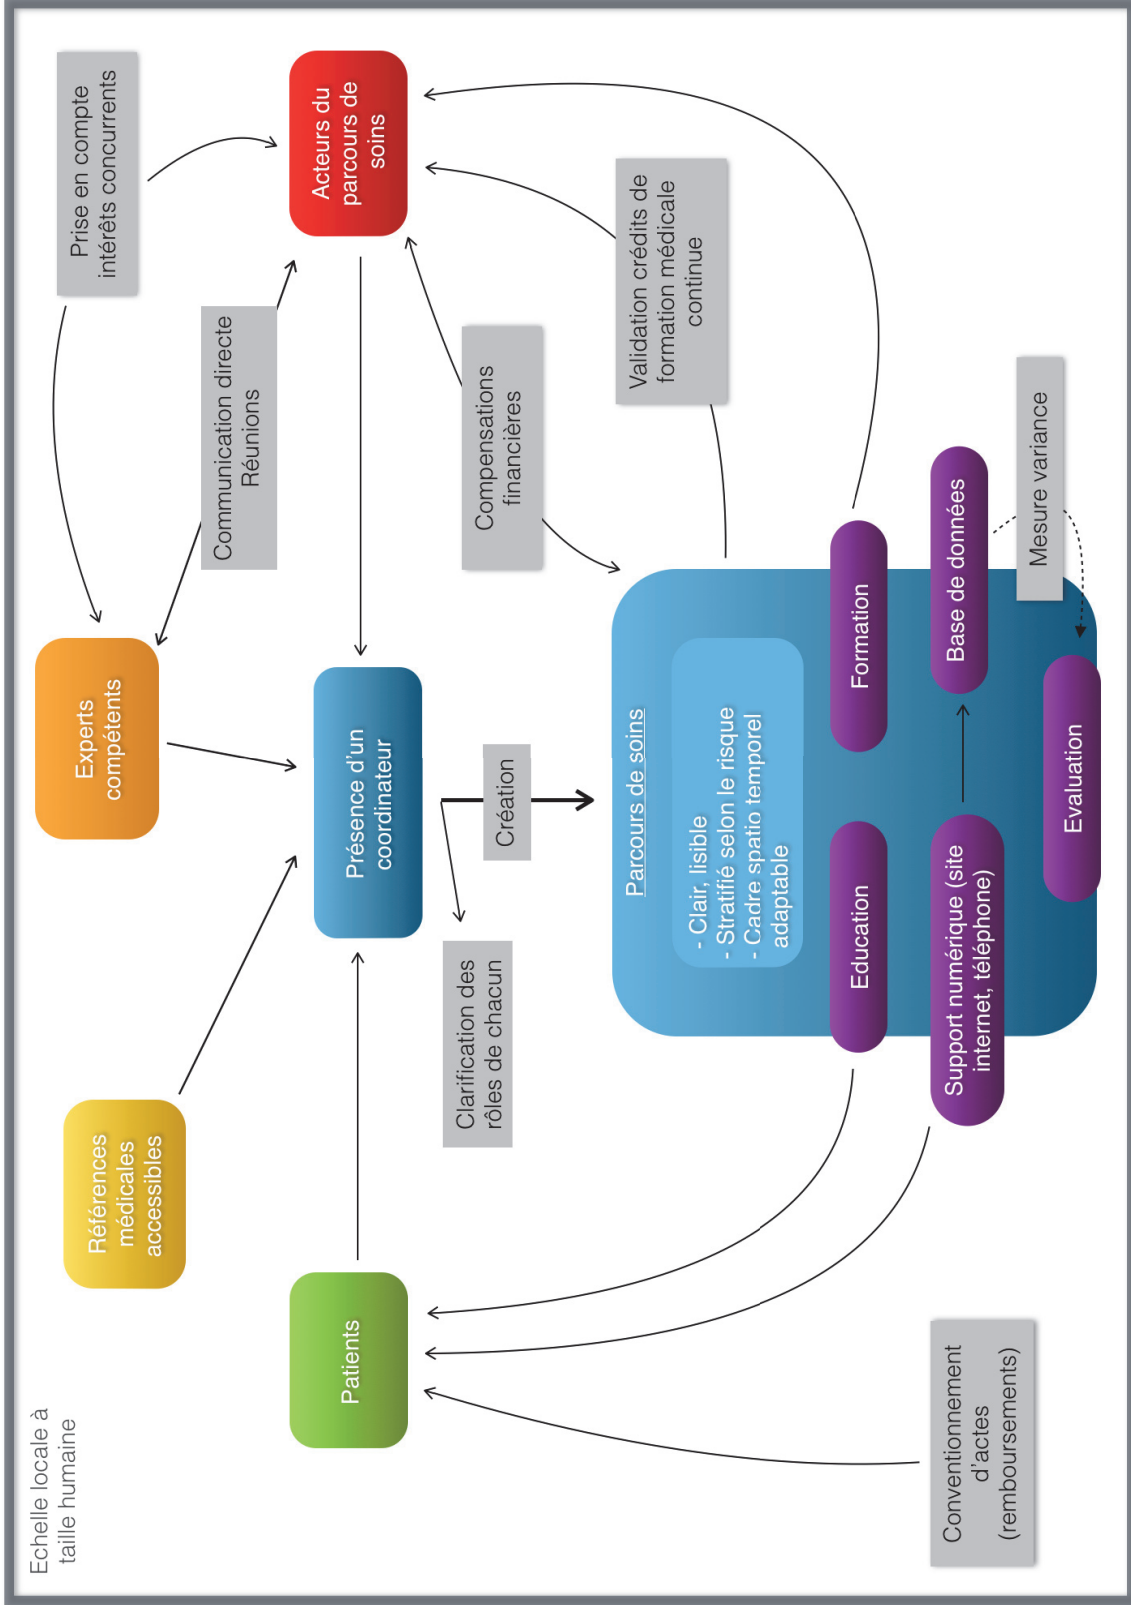 Echelle locale à
taille humaine
Références
médicales
accessibles
Experts
compétents
Prise en compte
intérêts concurrents
Communication directe
Réunions
Patients
Présence d'un
coordinateur
Acteurs du
parcours de
soins
Clarification des
rôles de chacun
Création
Compensations
financières
Validation crédits de
formation médicale
continue
Parcours de soins
- Clair, lisible
- Stratifié selon le risque
- Cadre spatio temporel
adaptable
Education
Formation
Support numérique (site
internet, téléphone)
Base de données
Mesure variance
Evaluation
Conventionnement
d'actes
(remboursements)